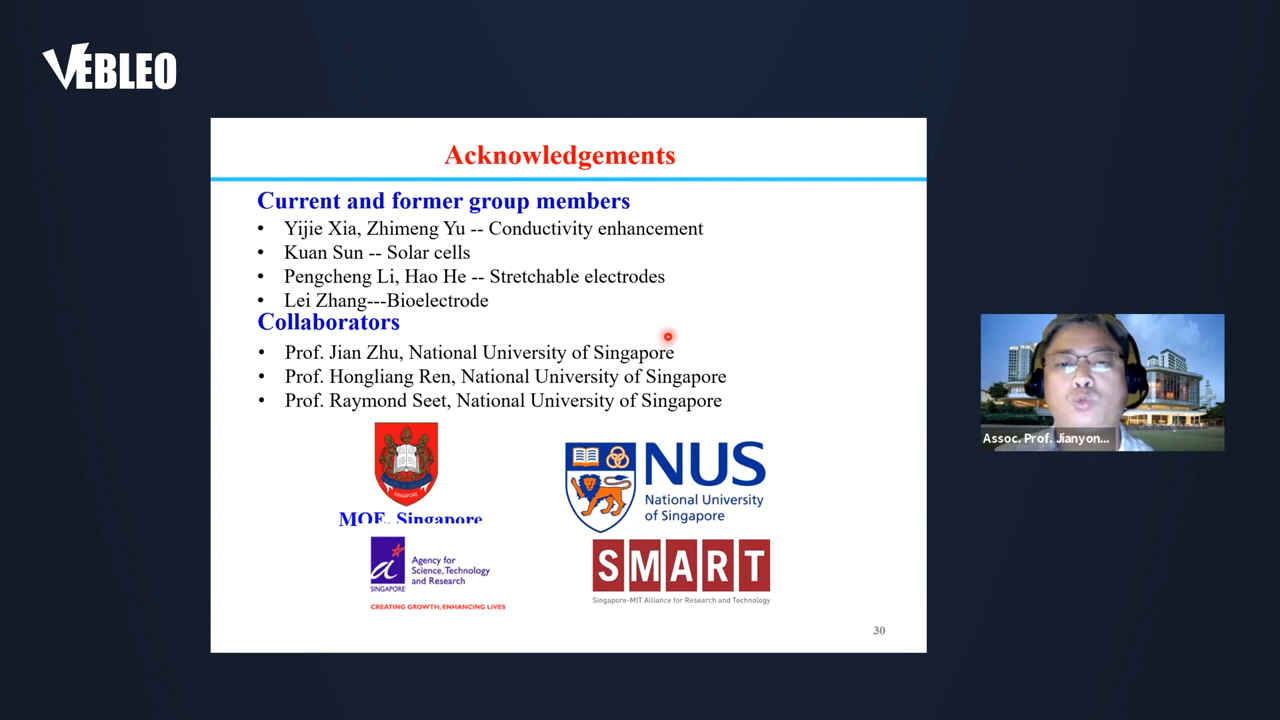 VEBLEO
Acknowledgements
Current and former group members
• Yijie Xia, Zhimeng Yu -- Conductivity enhancement
• Kuan Sun -- Solar cells
• Pengcheng Li, Hao He -- Stretchable electrodes
• Lei Zhang---Bioelectrode
Collaborators
• Prof. Jian Zhu, National University of Singapore
• Prof. Hongliang Ren, National University of Singapore
• Prof. Raymond Seet, National University of Singapore
SINGAPORE
MOE, Singapore
NUS
National University
of Singapore
a
SINGAPORE
Agency for
Science, Technology
and Research
CREATING GROWTH, ENHANCING LIVES
SMART
Singapore-MIT Alliance for Research and Technology
30
Assoc. Prof. Jianyon...